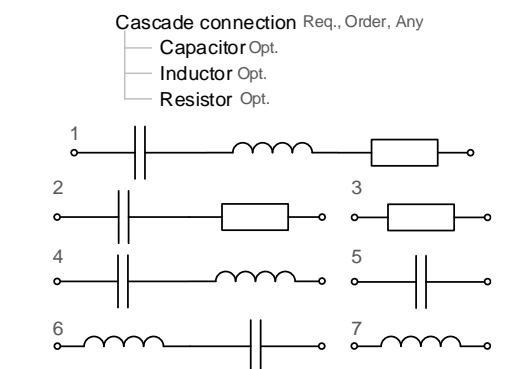 Cascade connection Req., Order, Any
Capacitor Opt.
Inductor Opt.
Resistor Opt.
1
2
3
4
5
6
7